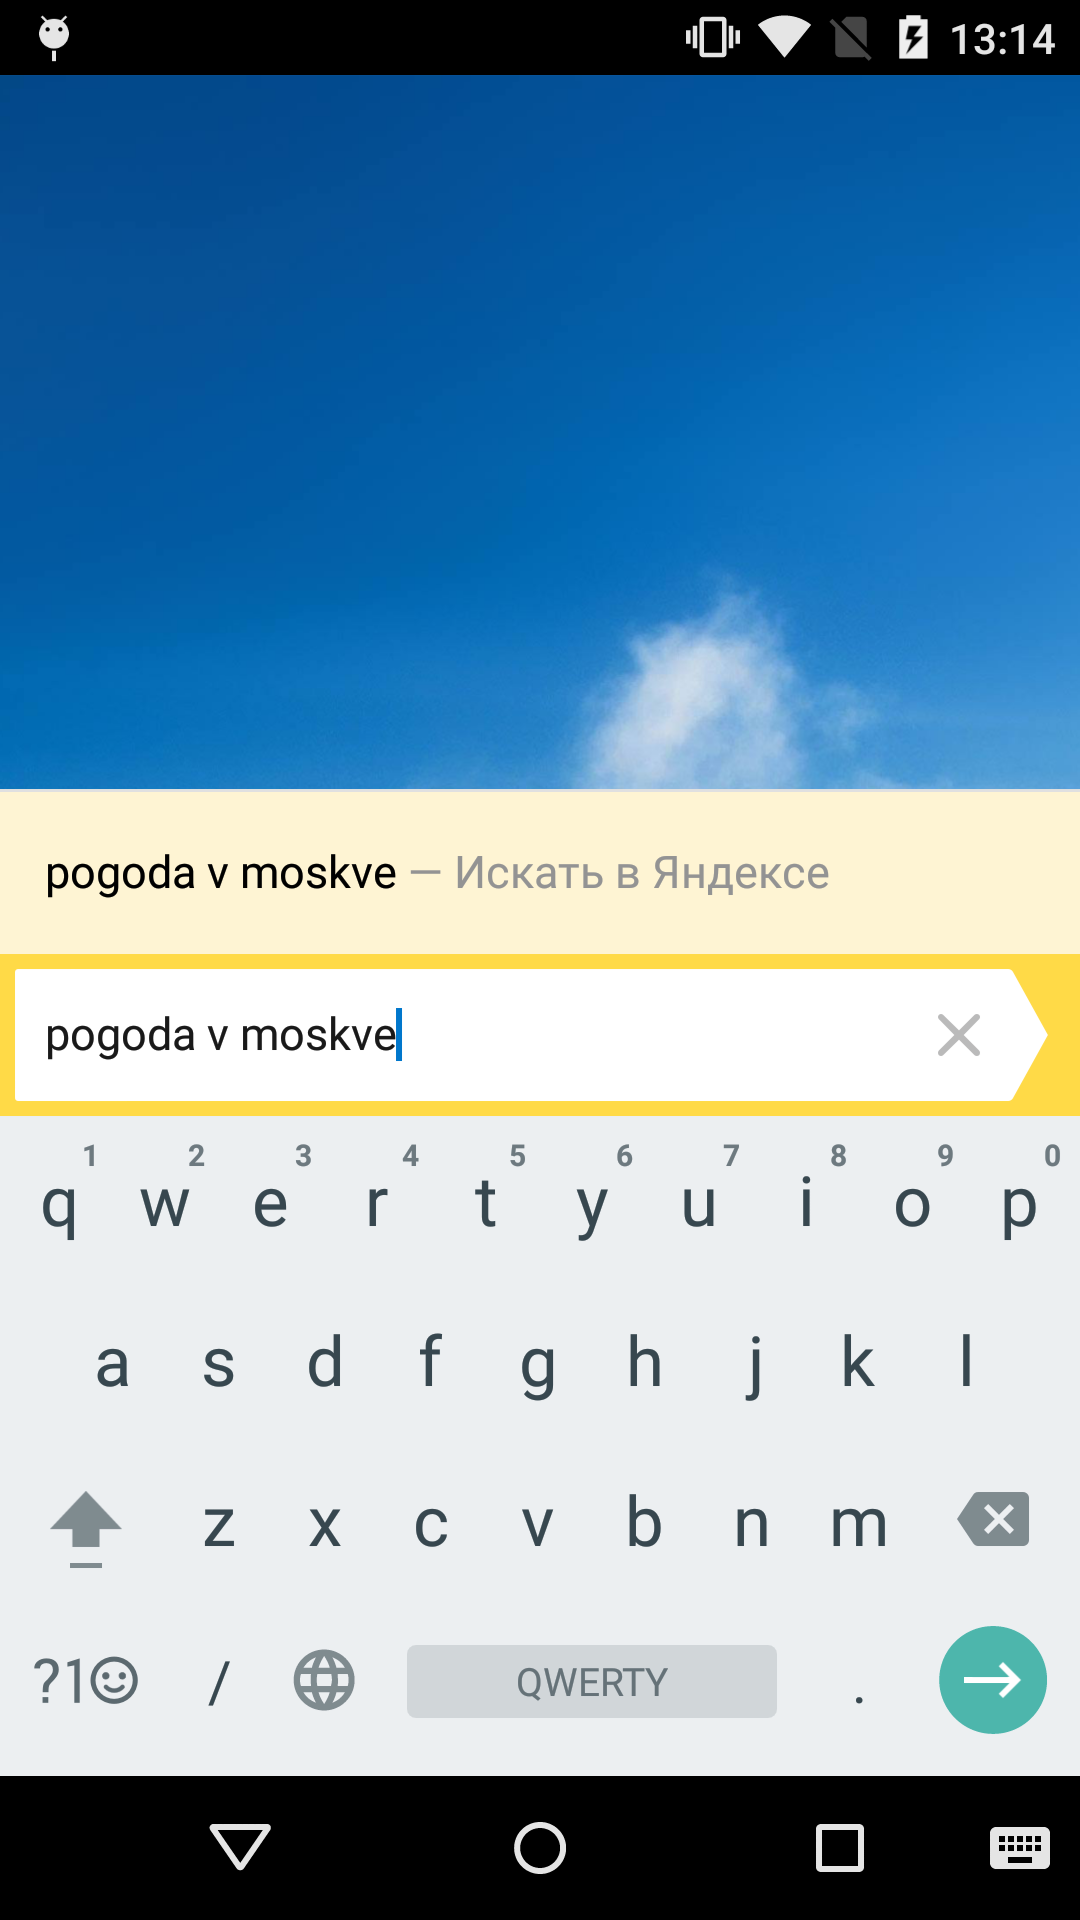 13:14
pogoda v moskve — Искать в Яндексе
pogoda v moskve
1 2 3 4 5 6 7 8 9 0
q w e r t y u i o p
a s d f g h j k l
z x c v b n m
?1☺ / QWERTY .